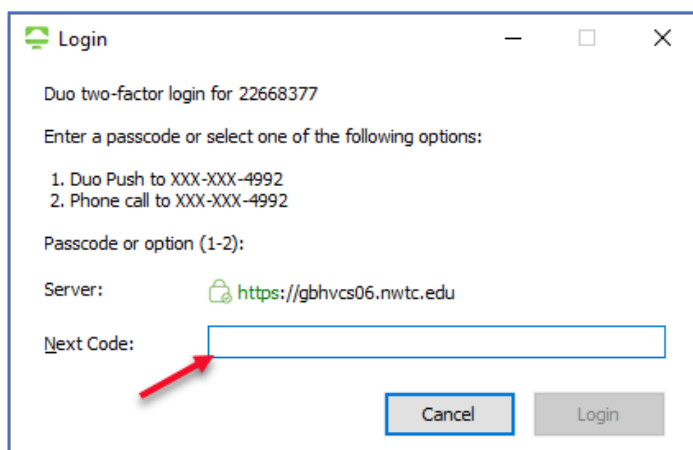 Login
Duo two-factor login for 22668377
Enter a passcode or select one of the following options:
1. Duo Push to XXX-XXX-4992
2. Phone call to XXX-XXX-4992
Passcode or option (1-2):
Server: https://gbhvcs06.nwtc.edu
Next Code:
Cancel Login